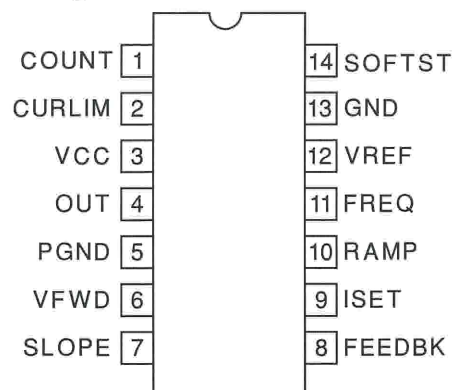 COUNT 1 14 SOFTST
CURLIM 2 13 GND
VCC 3 12 VREF
OUT 4 11 FREQ
PGND 5 10 RAMP
VFWD 6 9 ISET
SLOPE 7 8 FEEDBK